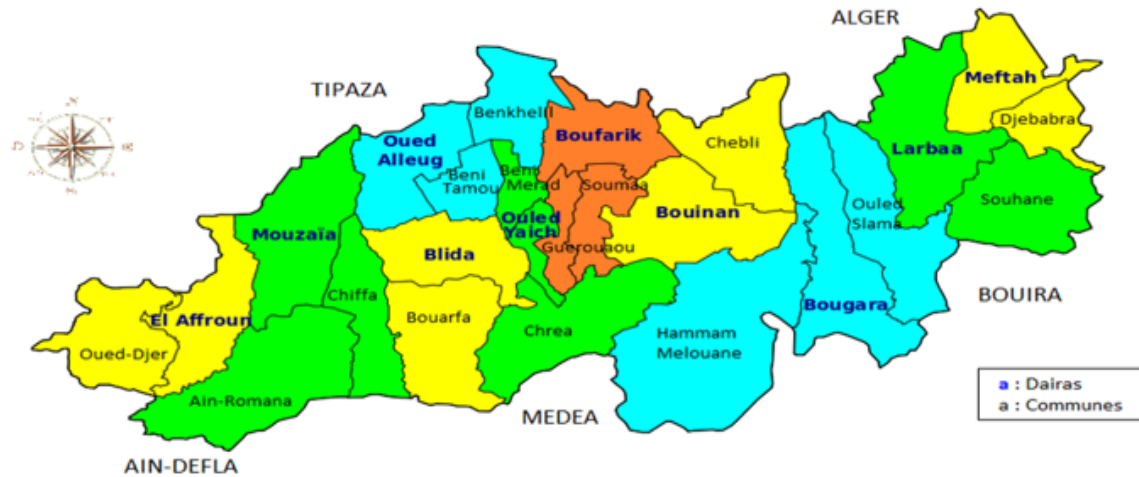 ALGER
TIPAZA
Meftah
Djebabra
Benkhelil
Boufarik
Chebli
Oued
Alleug
Larbaa
Beni
Tamou
Beni
Merad
Soumaa
Souhane
Ouled
Yaich
Bouinan
Ouled
Slama
Mouzaïa
Blida
Guerouaou
Chiffa
Bougara
BOUIRA
El Affroun
Bouarfa
Chrea
Hammam
Melouane
Oued-Djer
Ain-Romana
MEDEA
a : Dairas
a : Communes
AIN-DEFLA